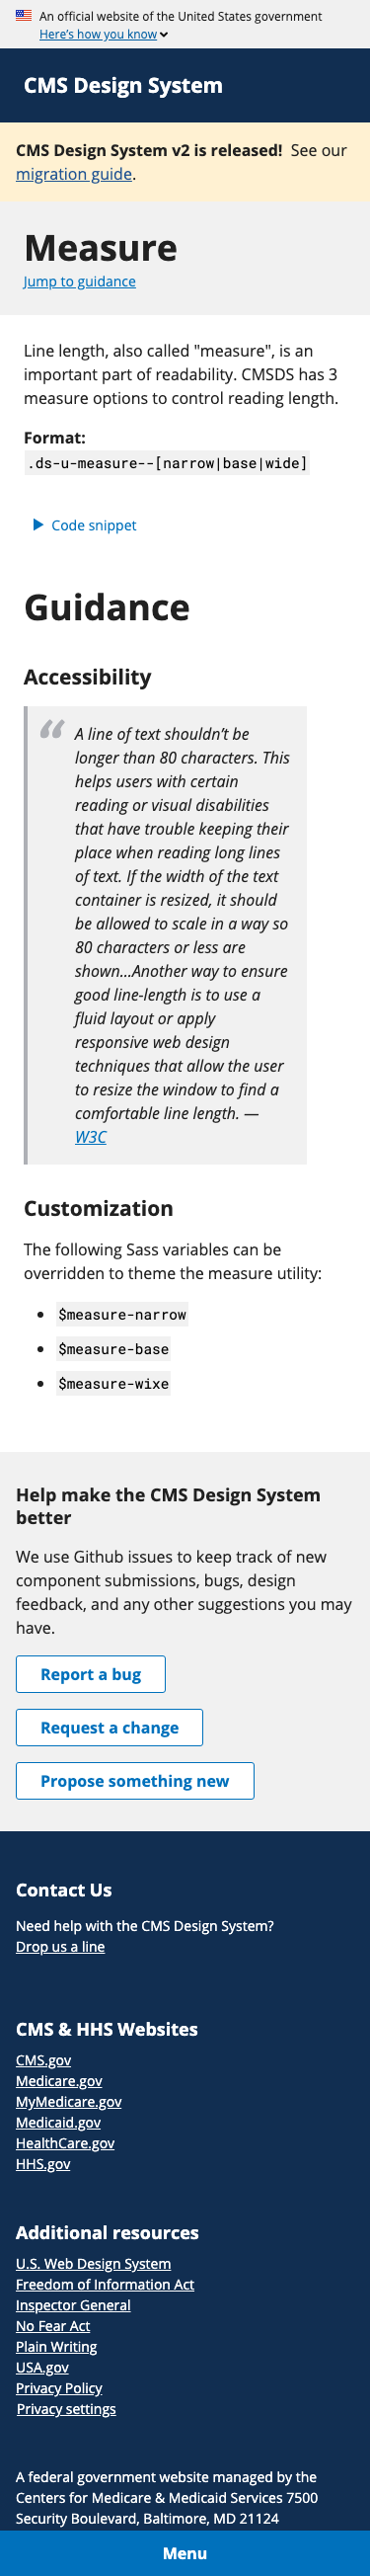 An official website of the United States government
Here's how you know
CMS Design System
CMS Design System v2 is released! See our
migration guide.
Measure
Jump to guidance
Line length, also called "measure", is an
important part of readability. CMSDS has 3
measure options to control reading length.
Format:
.ds-u-measure--[narrow|base|wide]
Code snippet
Guidance
Accessibility
“
A line of text shouldn’t be
longer than 80 characters. This
helps users with certain
reading or visual disabilities
that have trouble keeping their
place when reading long lines
of text. If the width of the text
container is resized, it should
be allowed to scale in a way so
80 characters or less are
shown...Another way to ensure
good line-length is to use a
fluid layout or apply
responsive web design
techniques that allow the user
to resize the window to find a
comfortable line length. —
W3C
Customization
The following Sass variables can be
overridden to theme the measure utility:
• $measure-narrow
• $measure-base
• $measure-wixe
Help make the CMS Design System
better
We use Github issues to keep track of new
component submissions, bugs, design
feedback, and any other suggestions you may
have.
Report a bug
Request a change
Propose something new
Contact Us
Need help with the CMS Design System?
Drop us a line
CMS & HHS Websites
CMS.gov
Medicare.gov
MyMedicare.gov
Medicaid.gov
HealthCare.gov
HHS.gov
Additional resources
U.S. Web Design System
Freedom of Information Act
Inspector General
No Fear Act
Plain Writing
USA.gov
Privacy Policy
Privacy settings
A federal government website managed by the
Centers for Medicare & Medicaid Services 7500
Security Boulevard, Baltimore, MD 21124
Menu